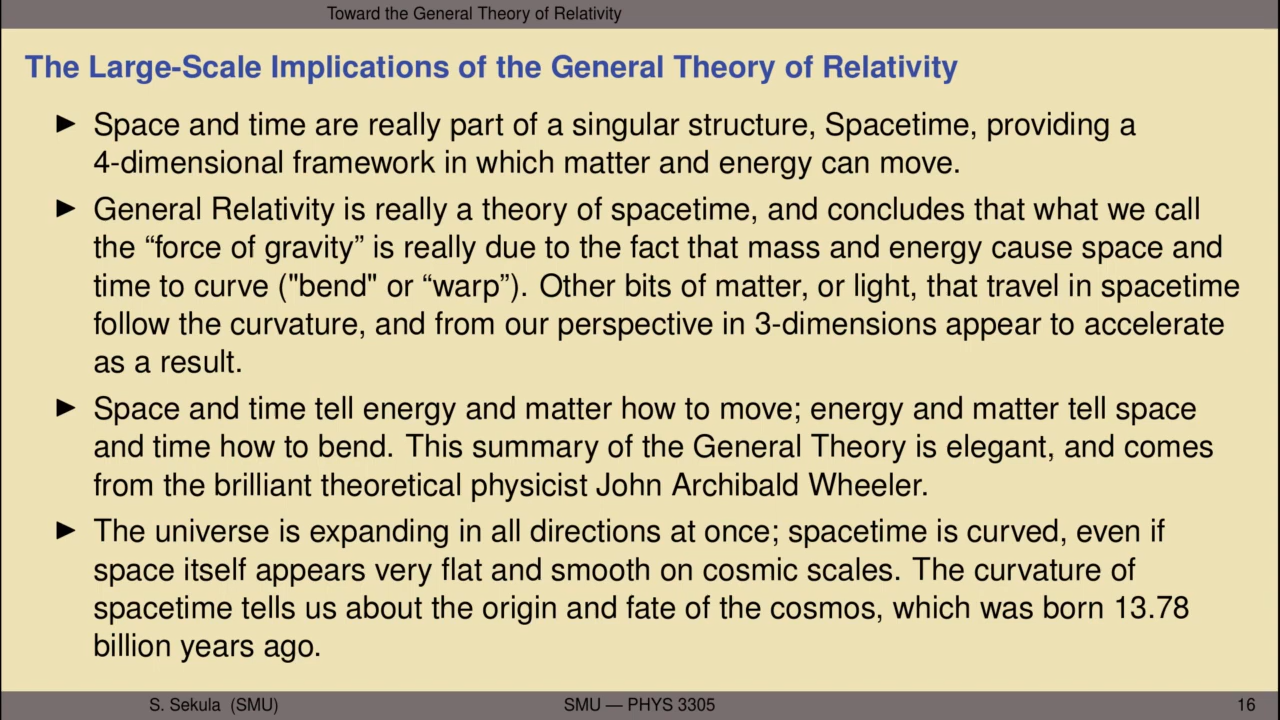 Toward the General Theory of Relativity
The Large-Scale Implications of the General Theory of Relativity
▶ Space and time are really part of a singular structure, Spacetime, providing a
4-dimensional framework in which matter and energy can move.
▶ General Relativity is really a theory of spacetime, and concludes that what we call
the “force of gravity” is really due to the fact that mass and energy cause space and
time to curve ("bend" or “warp”). Other bits of matter, or light, that travel in spacetime
follow the curvature, and from our perspective in 3-dimensions appear to accelerate
as a result.
▶ Space and time tell energy and matter how to move; energy and matter tell space
and time how to bend. This summary of the General Theory is elegant, and comes
from the brilliant theoretical physicist John Archibald Wheeler.
▶ The universe is expanding in all directions at once; spacetime is curved, even if
space itself appears very flat and smooth on cosmic scales. The curvature of
spacetime tells us about the origin and fate of the cosmos, which was born 13.78
billion years ago.
S. Sekula (SMU) SMU — PHYS 3305 16